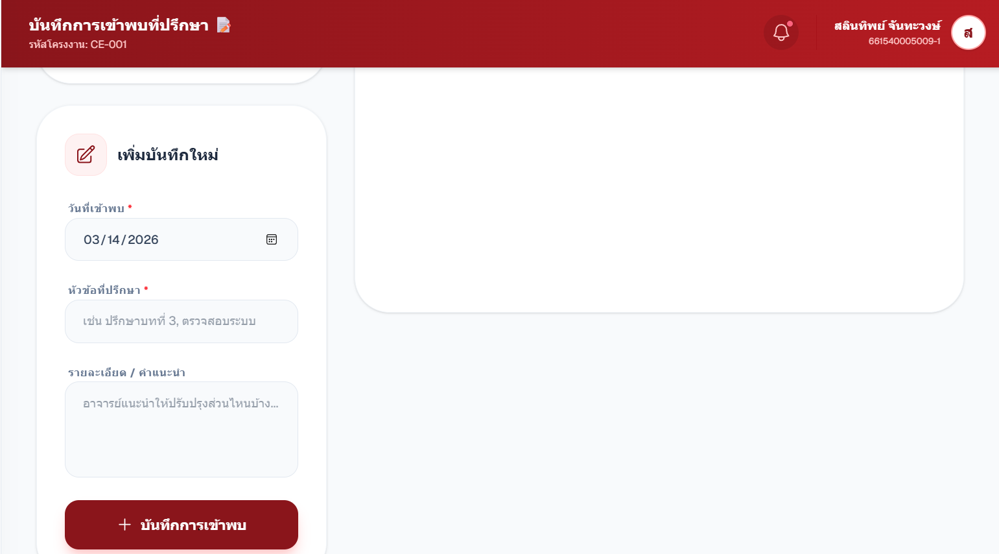 บันทึกการเข้าพบที่ปรึกษา
รหัสโครงงาน: CE-001
สลินทิพย์ จันทะวงษ์
661540005009-1
ส
เพิ่มบันทึกใหม่
วันที่เข้าพบ *
03/14/2026
หัวข้อที่ปรึกษา *
เช่น ปรึกษาบทที่ 3, ตรวจสอบระบบ
รายละเอียด / คำแนะนำ
อาจารย์แนะนำให้ปรับปรุงส่วนไหนบ้าง...
+ บันทึกการเข้าพบ